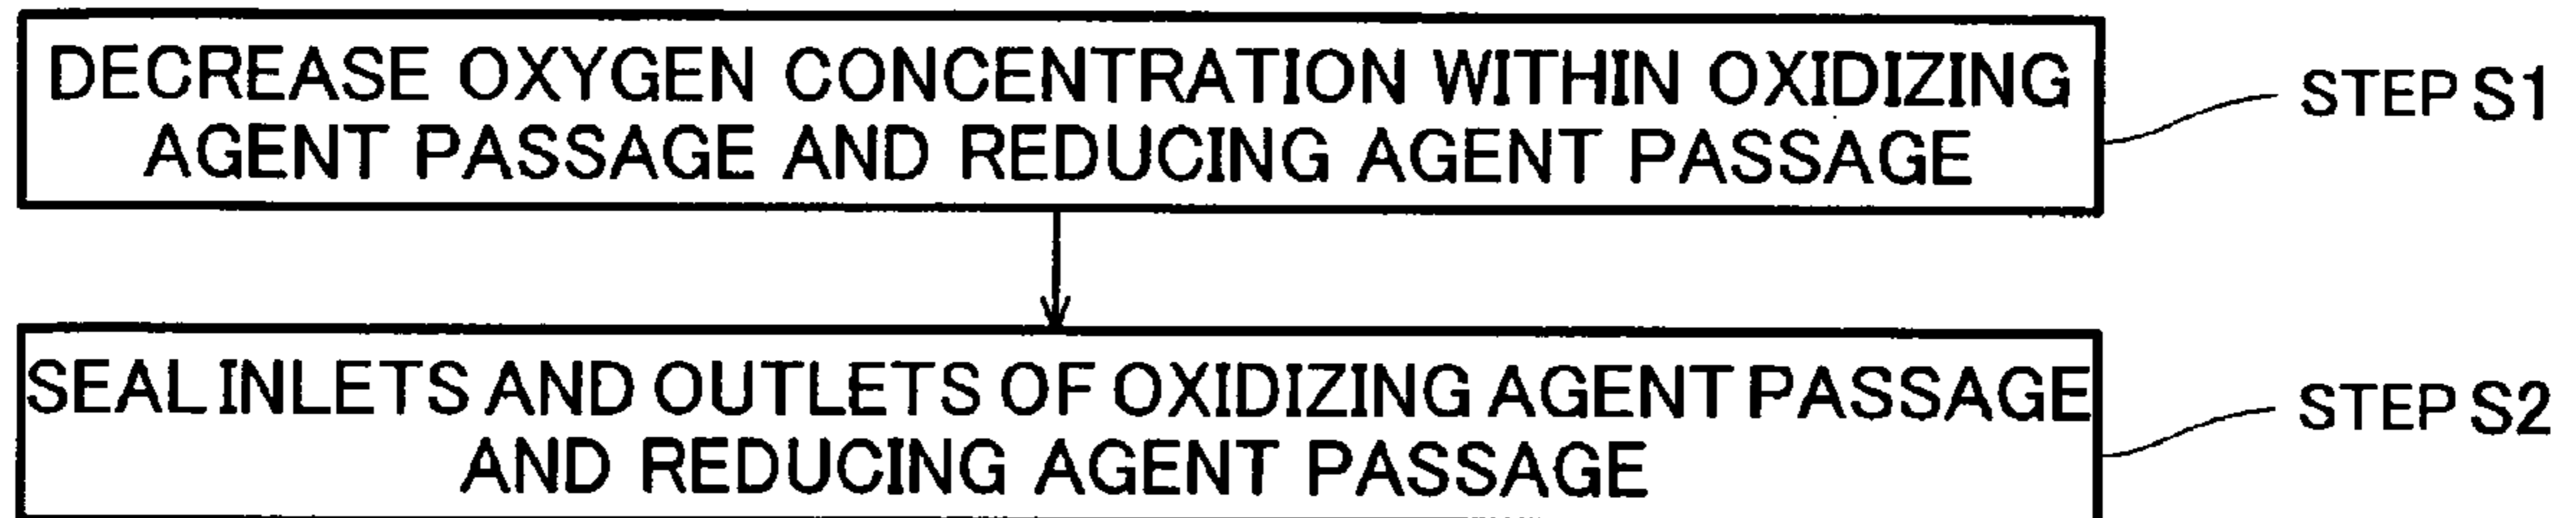 DECREASE OXYGEN CONCENTRATION WITHIN OXIDIZING
AGENT PASSAGE AND REDUCING AGENT PASSAGE
STEP S1
SEAL INLETS AND OUTLETS OF OXIDIZING AGENT PASSAGE
AND REDUCING AGENT PASSAGE
STEP S2